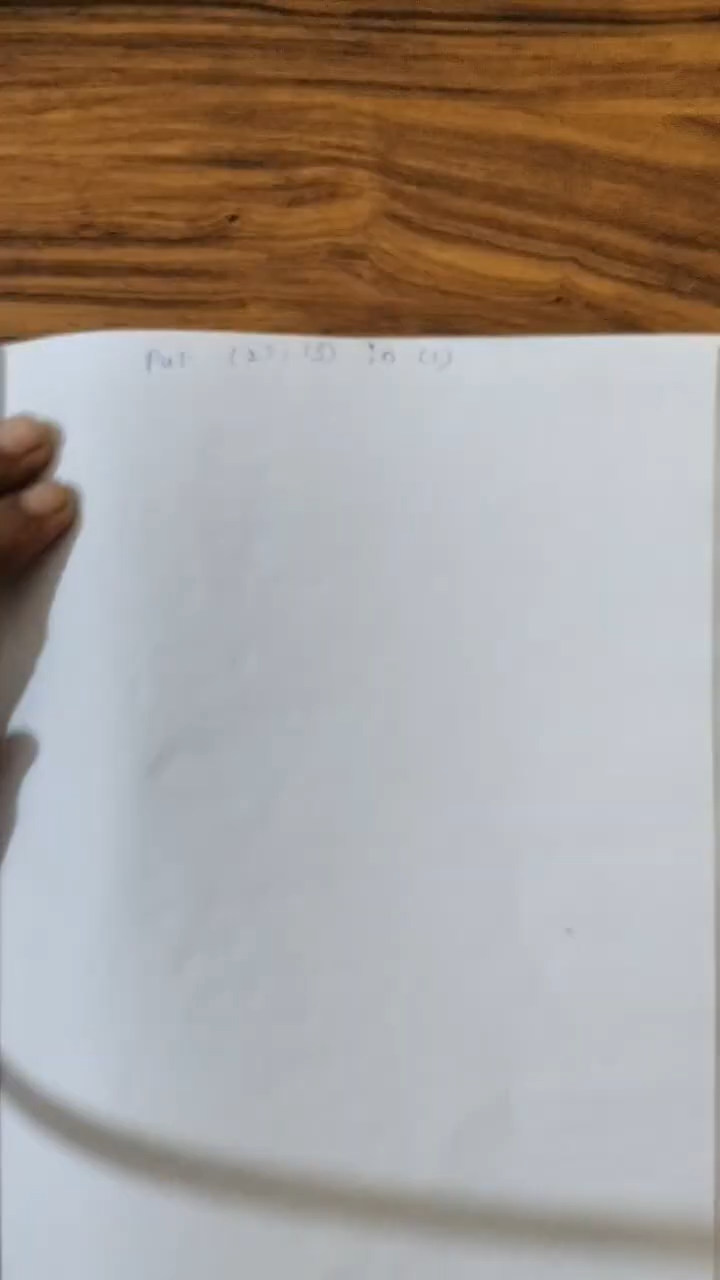 Put (2), (3) in (1)